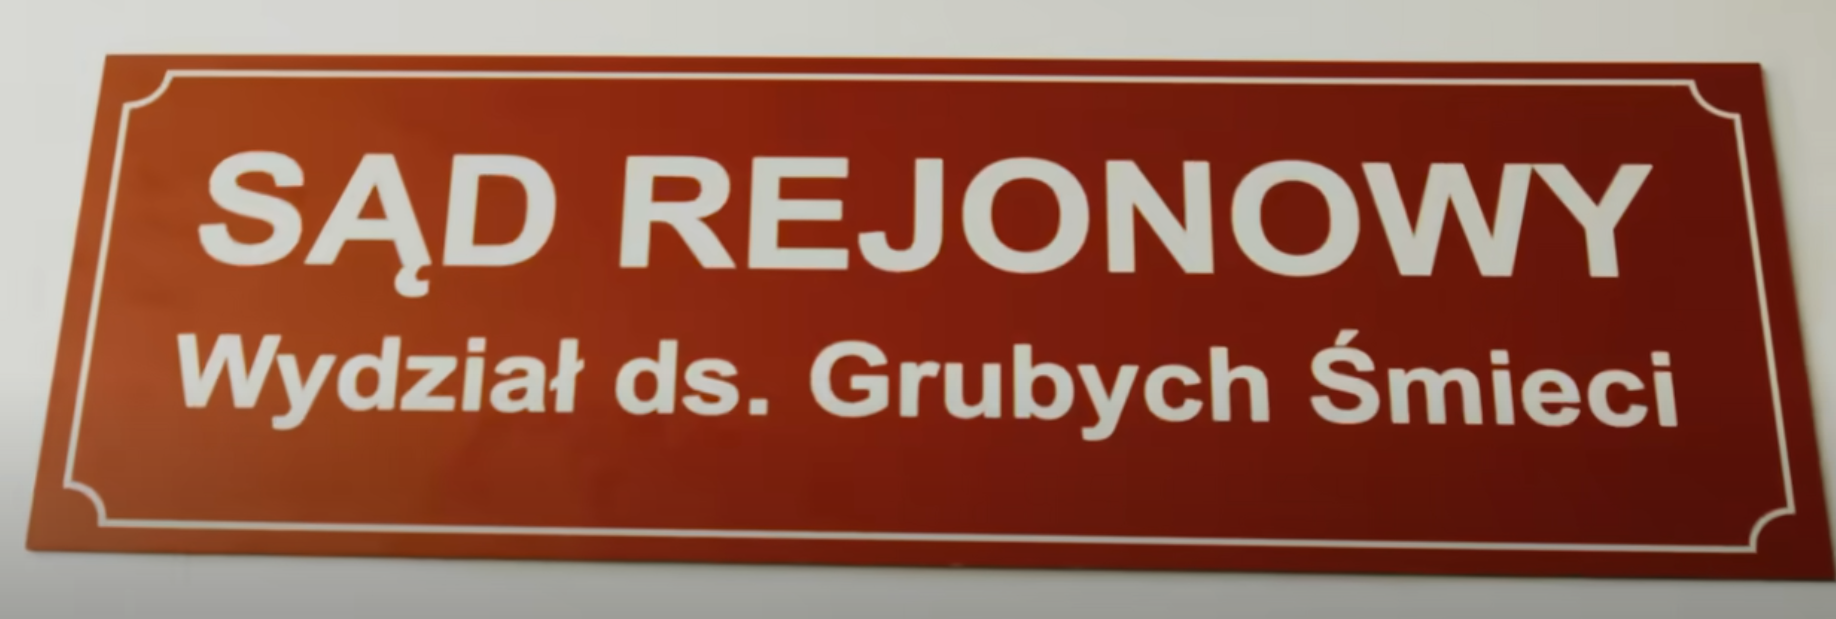 SĄD REJONOWY
Wydział ds. Grubych Śmieci